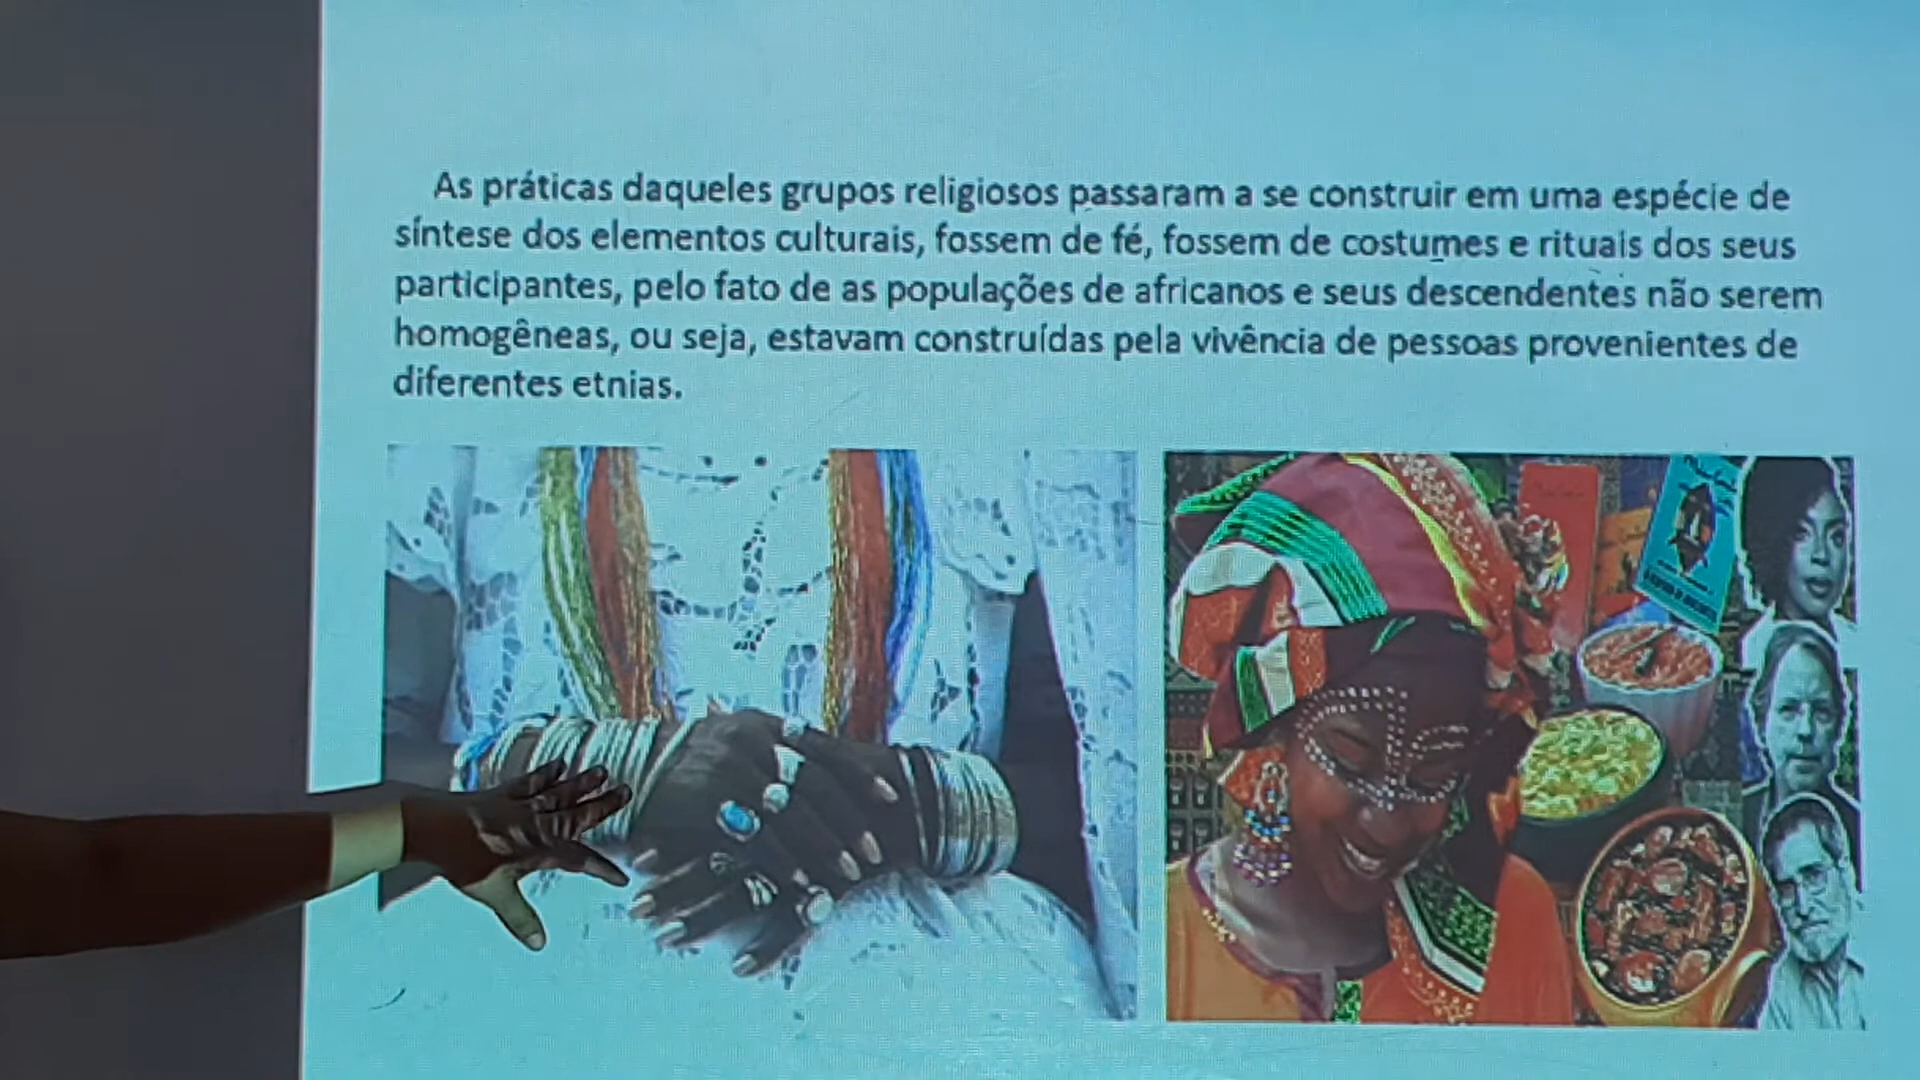 As práticas daqueles grupos religiosos passaram a se construir em uma espécie de
síntese dos elementos culturais, fossem de fé, fossem de costumes e rituais dos seus
participantes, pelo fato de as populações de africanos e seus descendentes não serem
homogêneas, ou seja, estavam construídas pela vivência de pessoas provenientes de
diferentes etnias.